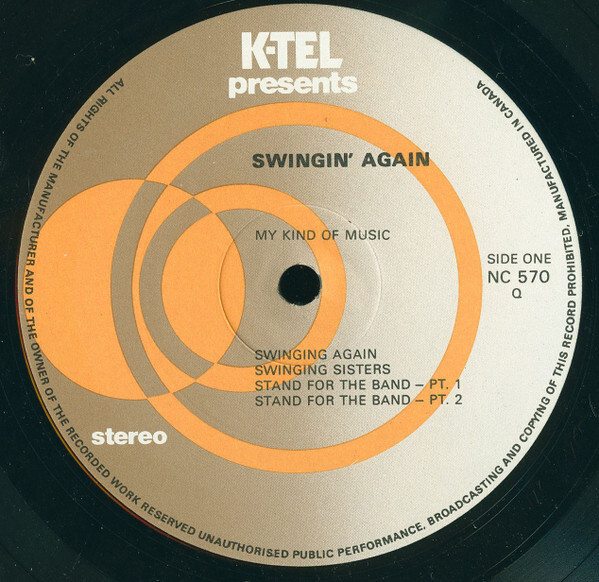 K-TEL
presents
SWINGIN' AGAIN
MY KIND OF MUSIC
SIDE ONE
NC 570
Q
SWINGING AGAIN
SWINGING SISTERS
STAND FOR THE BAND – PT. 1
STAND FOR THE BAND – PT. 2
stereo
ALL RIGHTS OF THE MANUFACTURER AND OF THE OWNER OF THE RECORDED WORK RESERVED UNAUTHORISED PUBLIC PERFORMANCE, BROADCASTING AND COPYING OF THIS RECORD PROHIBITED. MANUFACTURED IN CANADA